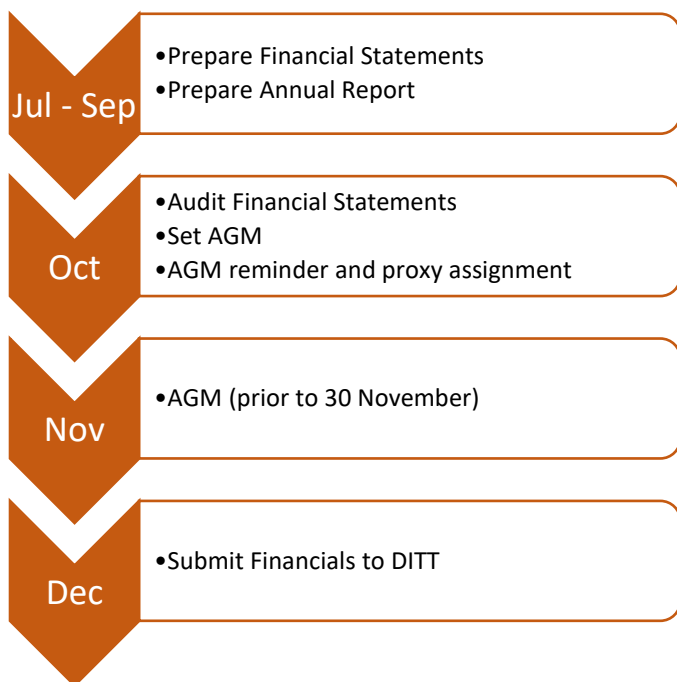 Jul - Sep
•Prepare Financial Statements
•Prepare Annual Report
Oct
•Audit Financial Statements
•Set AGM
•AGM reminder and proxy assignment
Nov
•AGM (prior to 30 November)
Dec
•Submit Financials to DITT